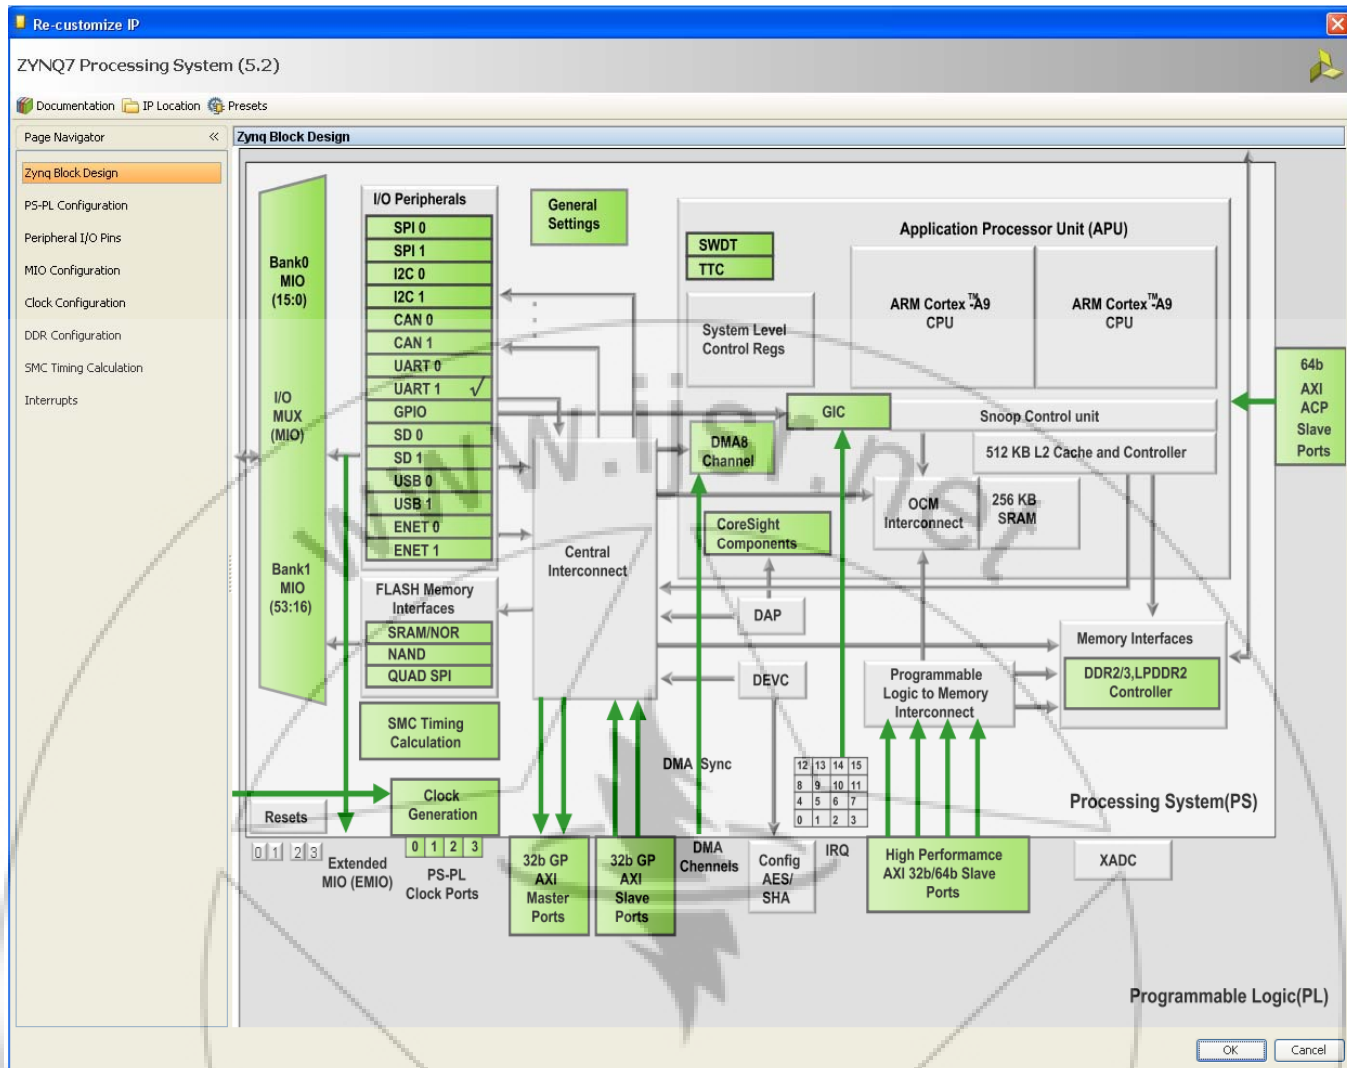 Re-customize IP
ZYNQ7 Processing System (5.2)
Documentation IP Location Presets
Page Navigator «
Zynq Block Design
PS-PL Configuration
Peripheral I/O Pins
MIO Configuration
Clock Configuration
DDR Configuration
SMC Timing Calculation
Interrupts
Zynq Block Design
Bank0
MIO
(15:0)
I/O
MUX
(MIO)
Bank1
MIO
(53:16)
I/O Peripherals
SPI 0
SPI 1
I2C 0
I2C 1
CAN 0
CAN 1
UART 0
UART 1 √
GPIO
SD 0
SD 1
USB 0
USB 1
ENET 0
ENET 1
FLASH Memory
Interfaces
SRAM/NOR
NAND
QUAD SPI
SMC Timing
Calculation
General
Settings
Application Processor Unit (APU)
SWDT
TTC
System Level
Control Regs
ARM Cortex™-A9
CPU
ARM Cortex™-A9
CPU
GIC
Snoop Control unit
512 KB L2 Cache and Controller
DMA8
Channel
OCM
Interconnect
256 KB
SRAM
CoreSight
Components
Central
Interconnect
DAP
DEVC
Programmable
Logic to Memory
Interconnect
Memory Interfaces
DDR2/3,LPDDR2
Controller
64b
AXI
ACP
Slave
Ports
DMA Sync
12 13 14 15
8 9 10 11
4 5 6 7
0 1 2 3
Processing System(PS)
Resets
0 1 2 3
Clock
Generation
0 1 2 3
Extended
MIO (EMIO)
PS-PL
Clock Ports
32b GP
AXI
Master
Ports
32b GP
AXI
Slave
Ports
DMA
Channels
Config
AES/
SHA
IRQ
High Performamce
AXI 32b/64b Slave
Ports
XADC
Programmable Logic(PL)
OK Cancel
www.ijsr.net